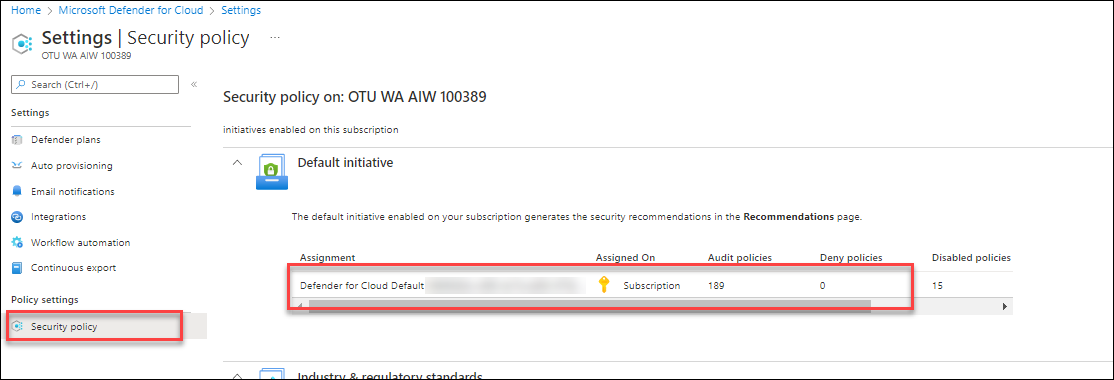 Home > Microsoft Defender for Cloud > Settings
Settings | Security policy ...
OTU WA AIW 100389
Search (Ctrl+/)
«
Settings
Defender plans
Auto provisioning
Email notifications
Integrations
Workflow automation
Continuous export
Policy settings
Security policy
Security policy on: OTU WA AIW 100389
initiatives enabled on this subscription
Default initiative
The default initiative enabled on your subscription generates the security recommendations in the Recommendations page.
Assignment Assigned On Audit policies Deny policies Disabled policies
Defender for Cloud Default Subscription 189 0 15
Industry & regulatory standards